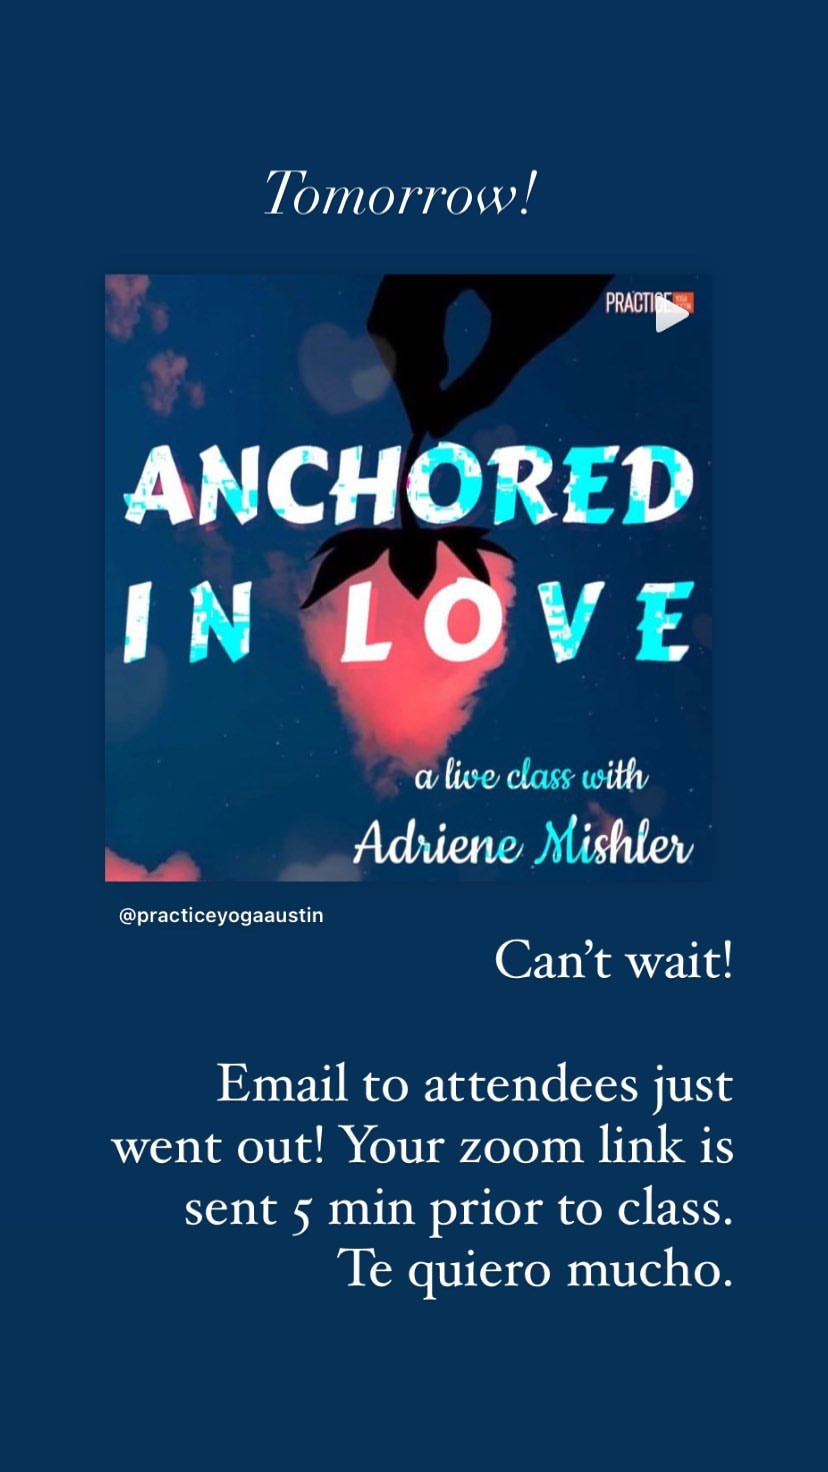 Tomorrow!
PRACTICE
ANCHORED
IN LOVE
a live class with
Adriene Mishler
@practiceyogaaustin
Can't wait!
Email to attendees just
went out! Your zoom link is
sent 5 min prior to class.
Te quiero mucho.